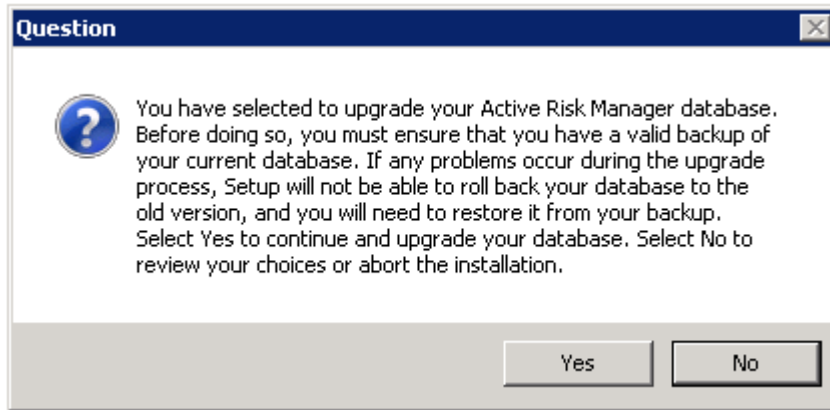 Question
You have selected to upgrade your Active Risk Manager database.
Before doing so, you must ensure that you have a valid backup of
your current database. If any problems occur during the upgrade
process, Setup will not be able to roll back your database to the
old version, and you will need to restore it from your backup.
Select Yes to continue and upgrade your database. Select No to
review your choices or abort the installation.
Yes
No